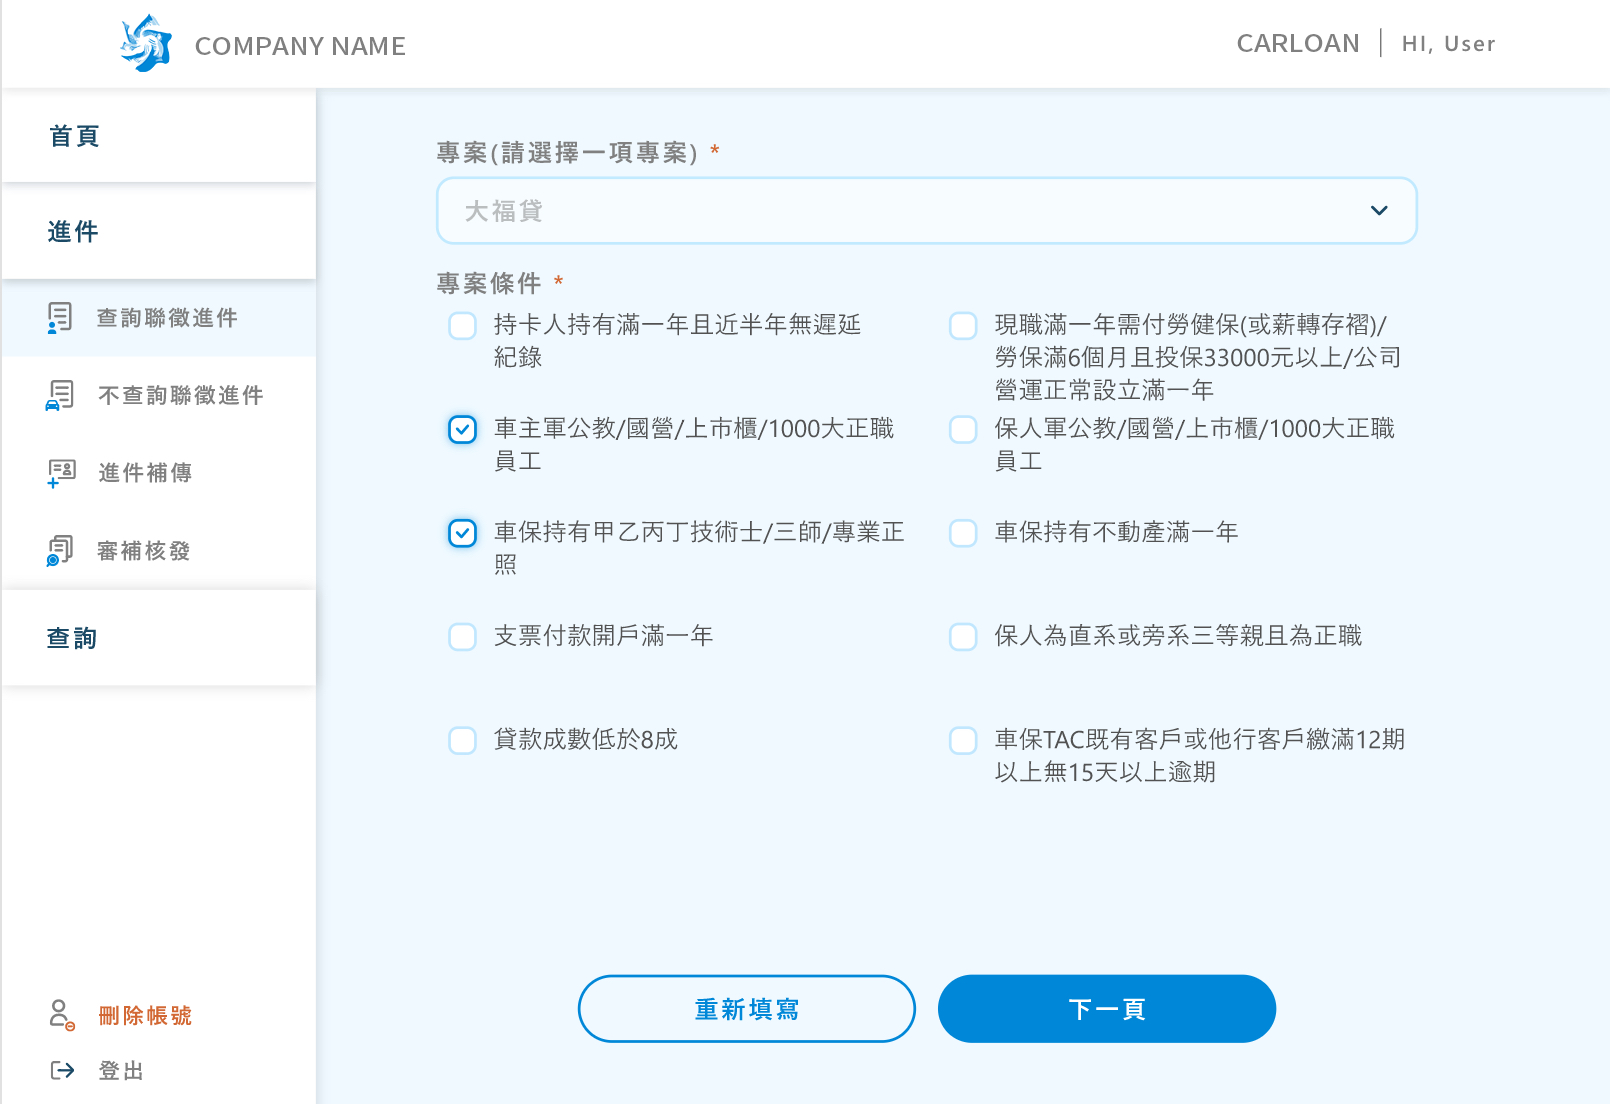 COMPANY NAME
CARLOAN
HI, User
首頁
進件
查詢聯徵進件
不查詢聯徵進件
進件補傳
審補核發
查詢
刪除帳號
登出
專案(請選擇一項專案) *
大福貸
專案條件 *
持卡人持有滿一年且近半年無遲延
紀錄
現職滿一年需付勞健保(或薪轉存褶)/
勞保滿6個月且投保33000元以上/公司
營運正常設立滿一年
車主軍公教/國營/上市櫃/1000大正職
員工
保人軍公教/國營/上市櫃/1000大正職
員工
車保持有甲乙丙丁技術士/三師/專業正
照
車保持有不動產滿一年
支票付款開戶滿一年
保人為直系或旁系三等親且為正職
貸款成數低於8成
車保TAC既有客戶或他行客戶繳滿12期
以上無15天以上逾期
重新填寫
下一頁